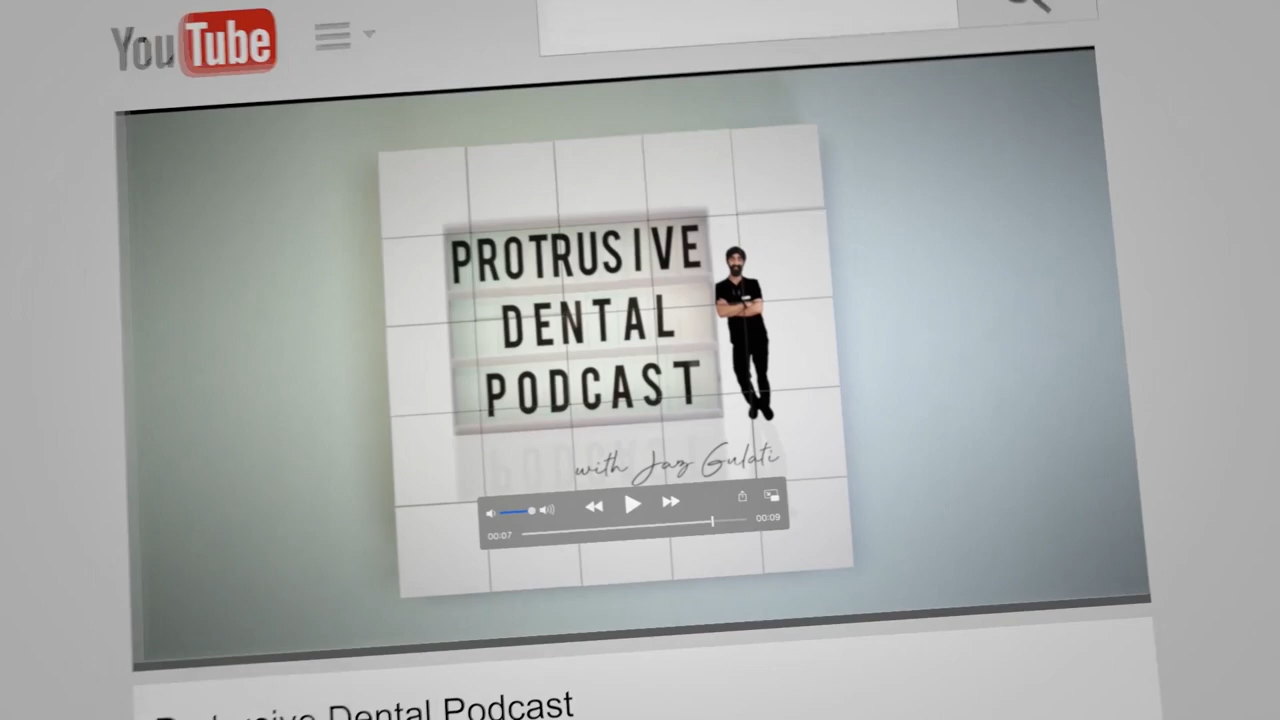 YouTube
PROTRUSIVE
DENTAL
PODCAST
with Jaz Gulati
00:07
00:09
Protrusive Dental Podcast